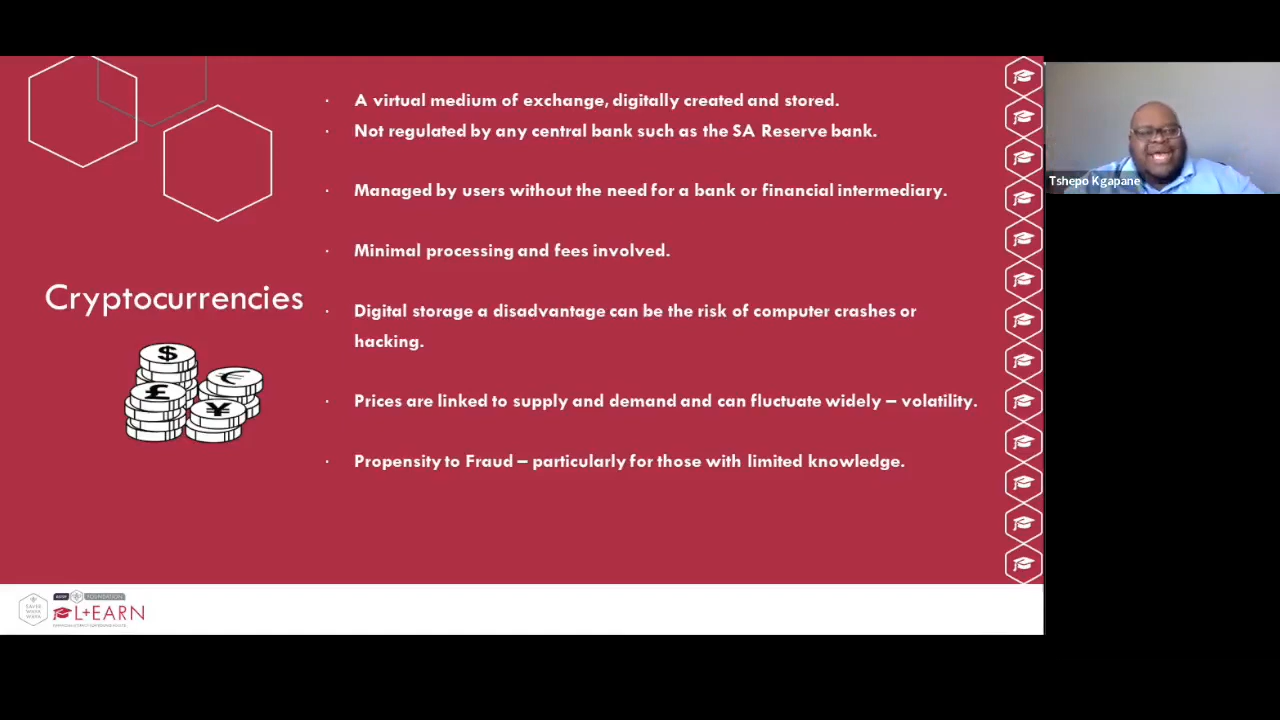 · A virtual medium of exchange, digitally created and stored.
· Not regulated by any central bank such as the SA Reserve bank.
· Managed by users without the need for a bank or financial intermediary.
· Minimal processing and fees involved.
Cryptocurrencies
· Digital storage a disadvantage can be the risk of computer crashes or
hacking.
· Prices are linked to supply and demand and can fluctuate widely – volatility.
· Propensity to Fraud – particularly for those with limited knowledge.
$
€
£
¥
Tshepo Kgapane
FOUNDATION
L+EARN